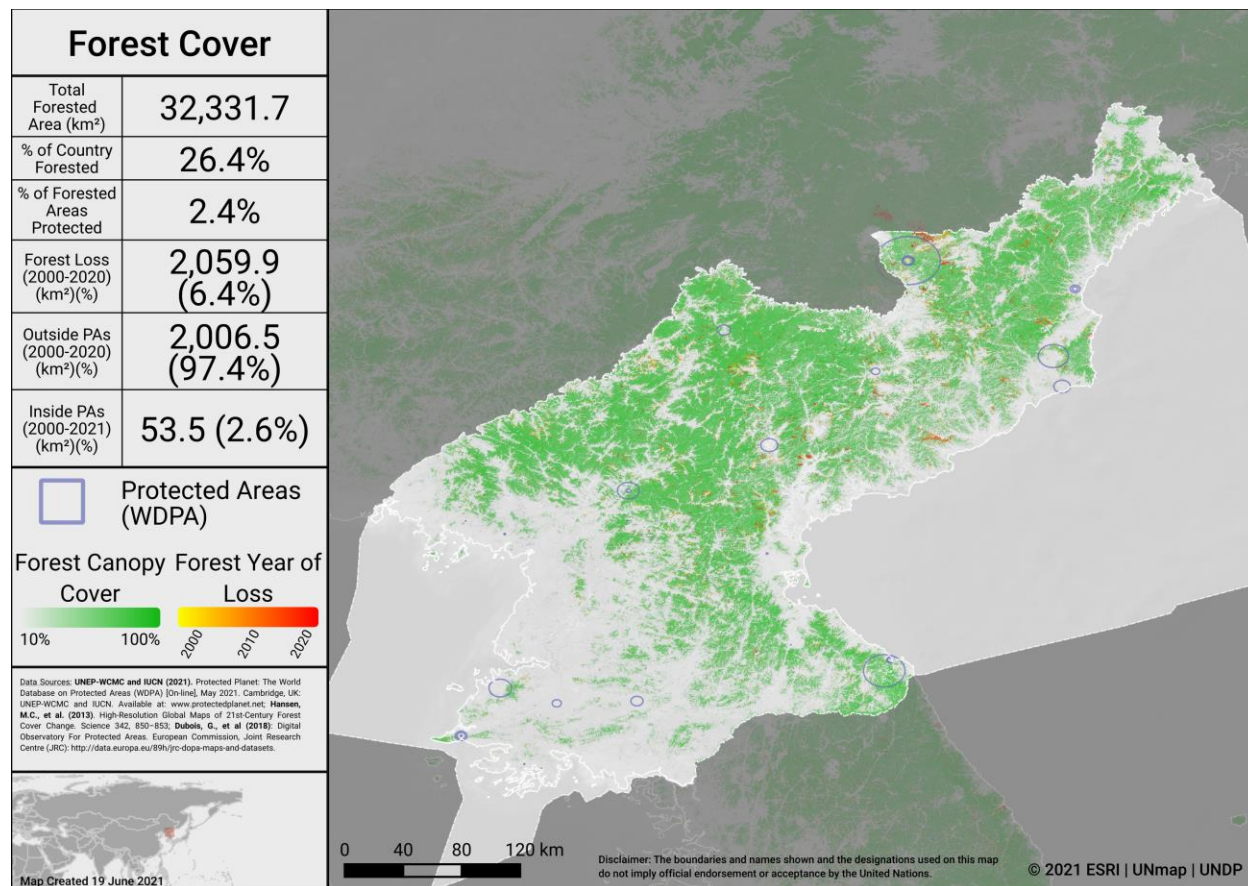 Forest Cover
Total
Forested
Area (km²)
32,331.7
% of Country
Forested
26.4%
% of Forested
Areas
Protected
2.4%
Forest Loss
(2000-2020)
(km²)(%)
2,059.9
(6.4%)
Outside PAs
(2000-2020)
(km²)(%)
2,006.5
(97.4%)
Inside PAs
(2000-2021)
(km²)(%)
53.5 (2.6%)
Protected Areas
(WDPA)
Forest Canopy
Cover
10% 100%
Forest Year of
Loss
2000 2010 2020
Data Sources: UNEP-WCMC and IUCN (2021). Protected Planet: The World
Database on Protected Areas (WDPA) [On-line], May 2021. Cambridge, UK:
UNEP-WCMC and IUCN. Available at: www.protectedplanet.net; Hansen,
M.C., et al. (2013). High-Resolution Global Maps of 21st-Century Forest
Cover Change. Science 342, 850–853; Dubois, G., et al (2018): Digital
Observatory For Protected Areas. European Commission, Joint Research
Centre (JRC): http://data.europa.eu/89h/jrc-dopa-maps-and-datasets.
Map Created 19 June 2021
0 40 80 120 km
Disclaimer: The boundaries and names shown and the designations used on this map
do not imply official endorsement or acceptance by the United Nations.
© 2021 ESRI | UNmap | UNDP